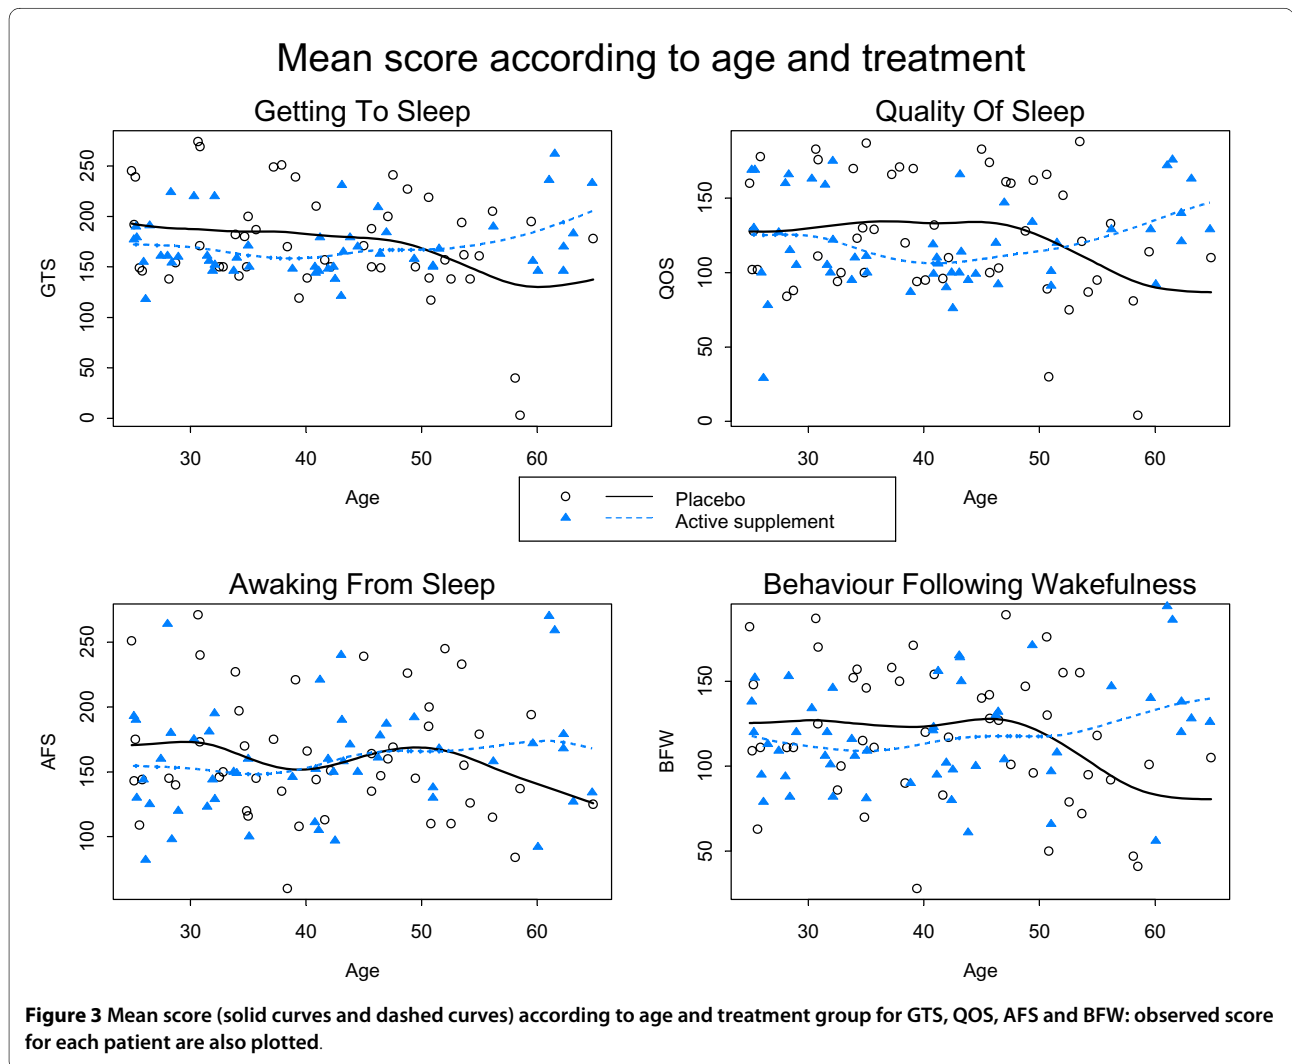 Mean score according to age and treatment
Getting To Sleep
GTS
0
50
100
150
200
250
30
40
50
60
Age
Quality Of Sleep
QOS
0
50
100
150
30
40
50
60
Age
Placebo
Active supplement
Awaking From Sleep
AFS
100
150
200
250
30
40
50
60
Age
Behaviour Following Wakefulness
BFW
50
100
150
30
40
50
60
Age
Figure 3 Mean score (solid curves and dashed curves) according to age and treatment group for GTS, QOS, AFS and BFW: observed score
for each patient are also plotted.